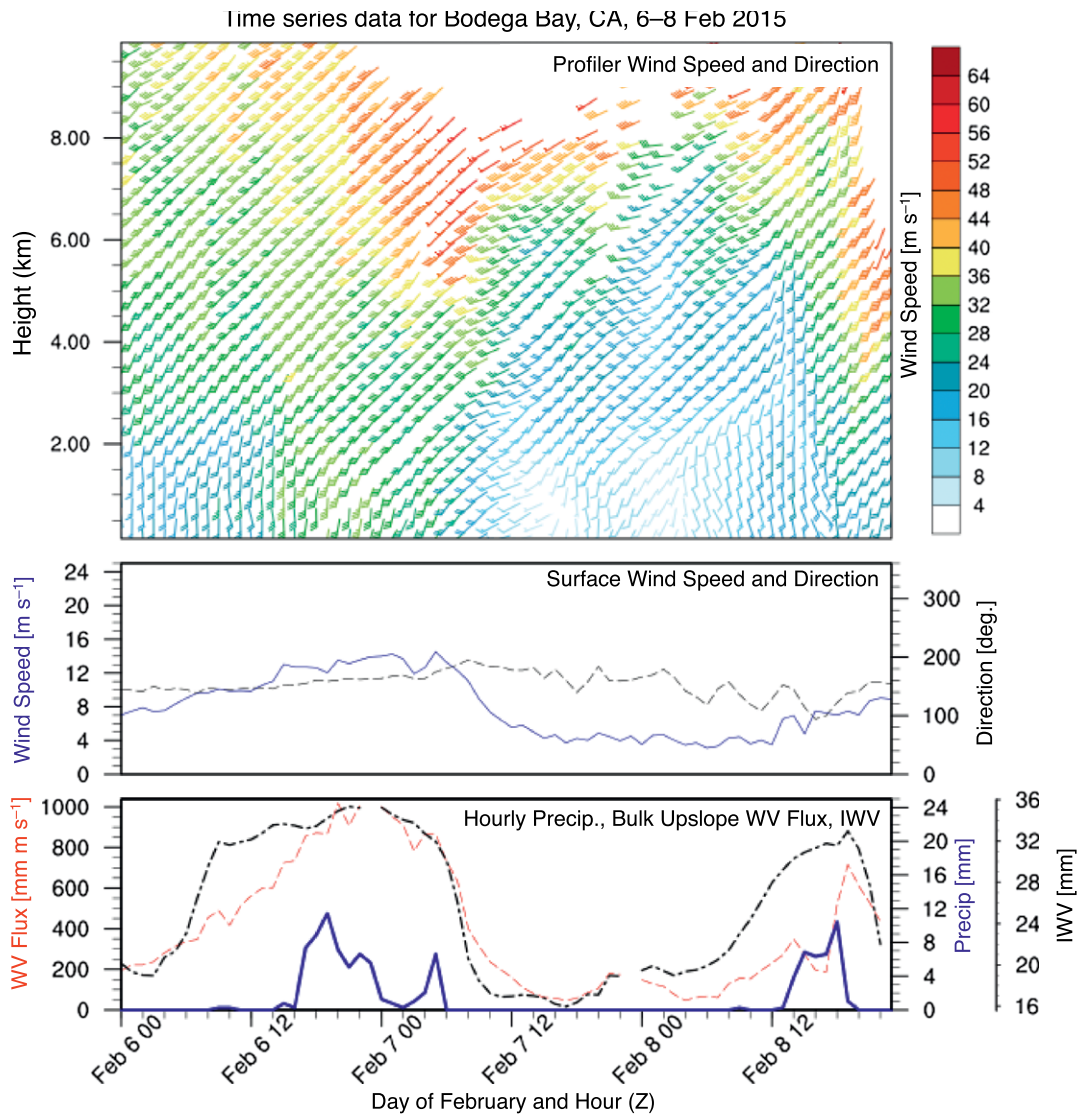 Time series data for Bodega Bay, CA, 6–8 Feb 2015
Profiler Wind Speed and Direction
Height (km)
8.00
6.00
4.00
2.00
Wind Speed [m s⁻¹]
64
60
56
52
48
44
40
36
32
28
24
20
16
12
8
4
Surface Wind Speed and Direction
Wind Speed [m s⁻¹]
24
20
16
12
8
4
0
300
200
100
0
Direction [deg.]
Hourly Precip., Bulk Upslope WV Flux, IWV
WV Flux [mm m s⁻¹]
1000
800
600
400
200
0
24
20
16
12
8
4
0
Precip [mm]
36
32
28
24
20
16
IWV [mm]
Feb 6 00
Feb 6 12
Feb 7 00
Feb 7 12
Feb 8 00
Feb 8 12
Day of February and Hour (Z)